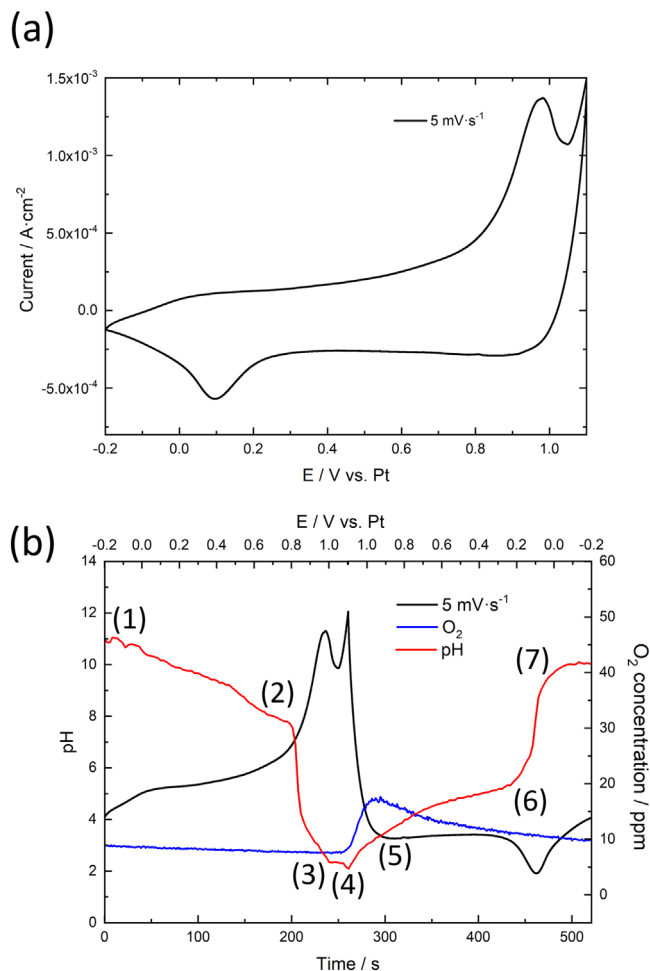 (a)
1.5x10⁻³
1.0x10⁻³
5.0x10⁻⁴
0.0
-5.0x10⁻⁴
Current / A·cm⁻²
5 mV·s⁻¹
-0.2 0.0 0.2 0.4 0.6 0.8 1.0
E / V vs. Pt
(b)
E / V vs. Pt
-0.2 0.0 0.2 0.4 0.6 0.8 1.0 1.0 0.8 0.6 0.4 0.2 0.0 -0.2
14
12
10
8
6
4
2
0
pH
5 mV·s⁻¹
O₂
pH
(1)
(2)
(3)
(4)
(5)
(6)
(7)
60
50
40
30
20
10
0
O₂ concentration / ppm
0 100 200 300 400 500
Time / s